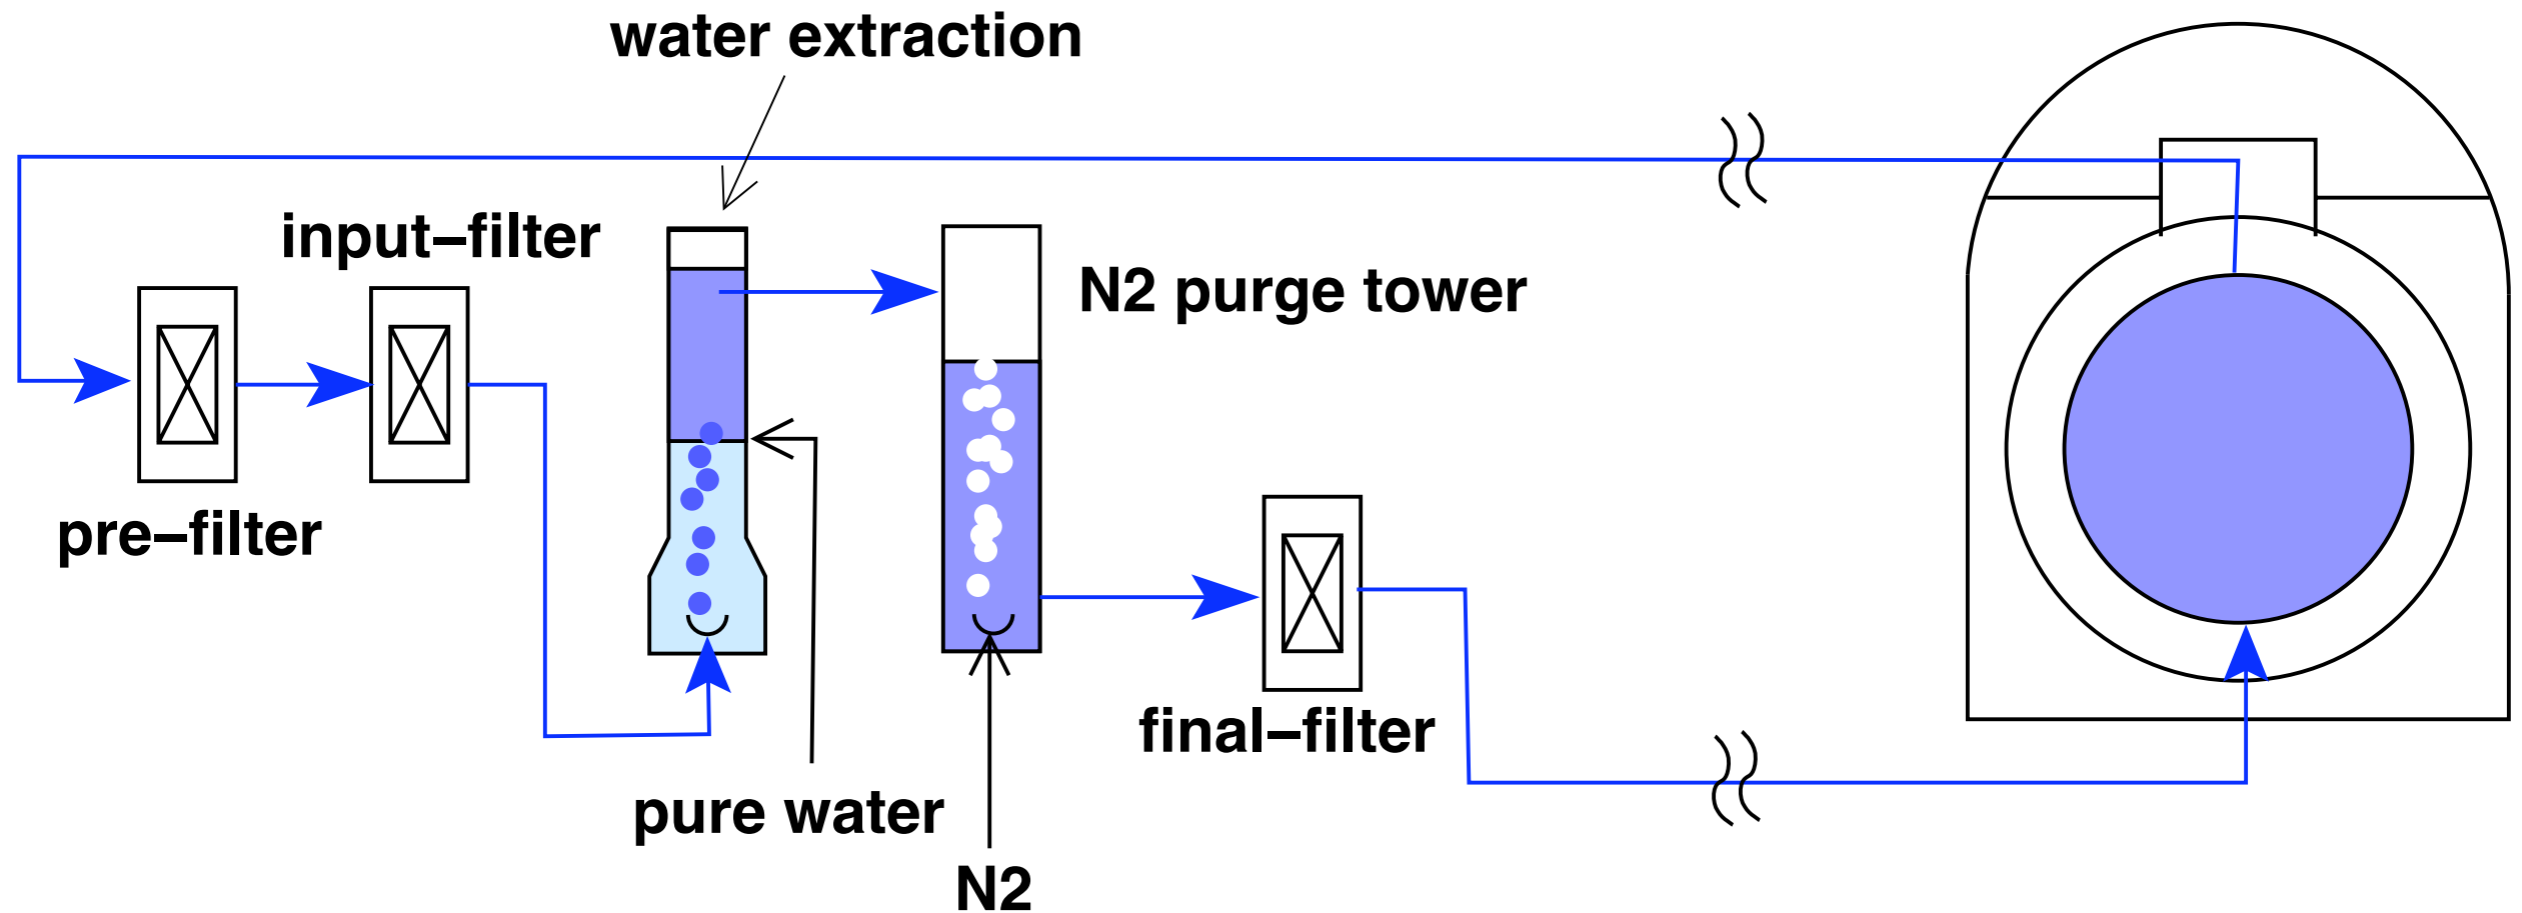 water extraction
input–filter
N2 purge tower
pre–filter
final–filter
pure water
N2